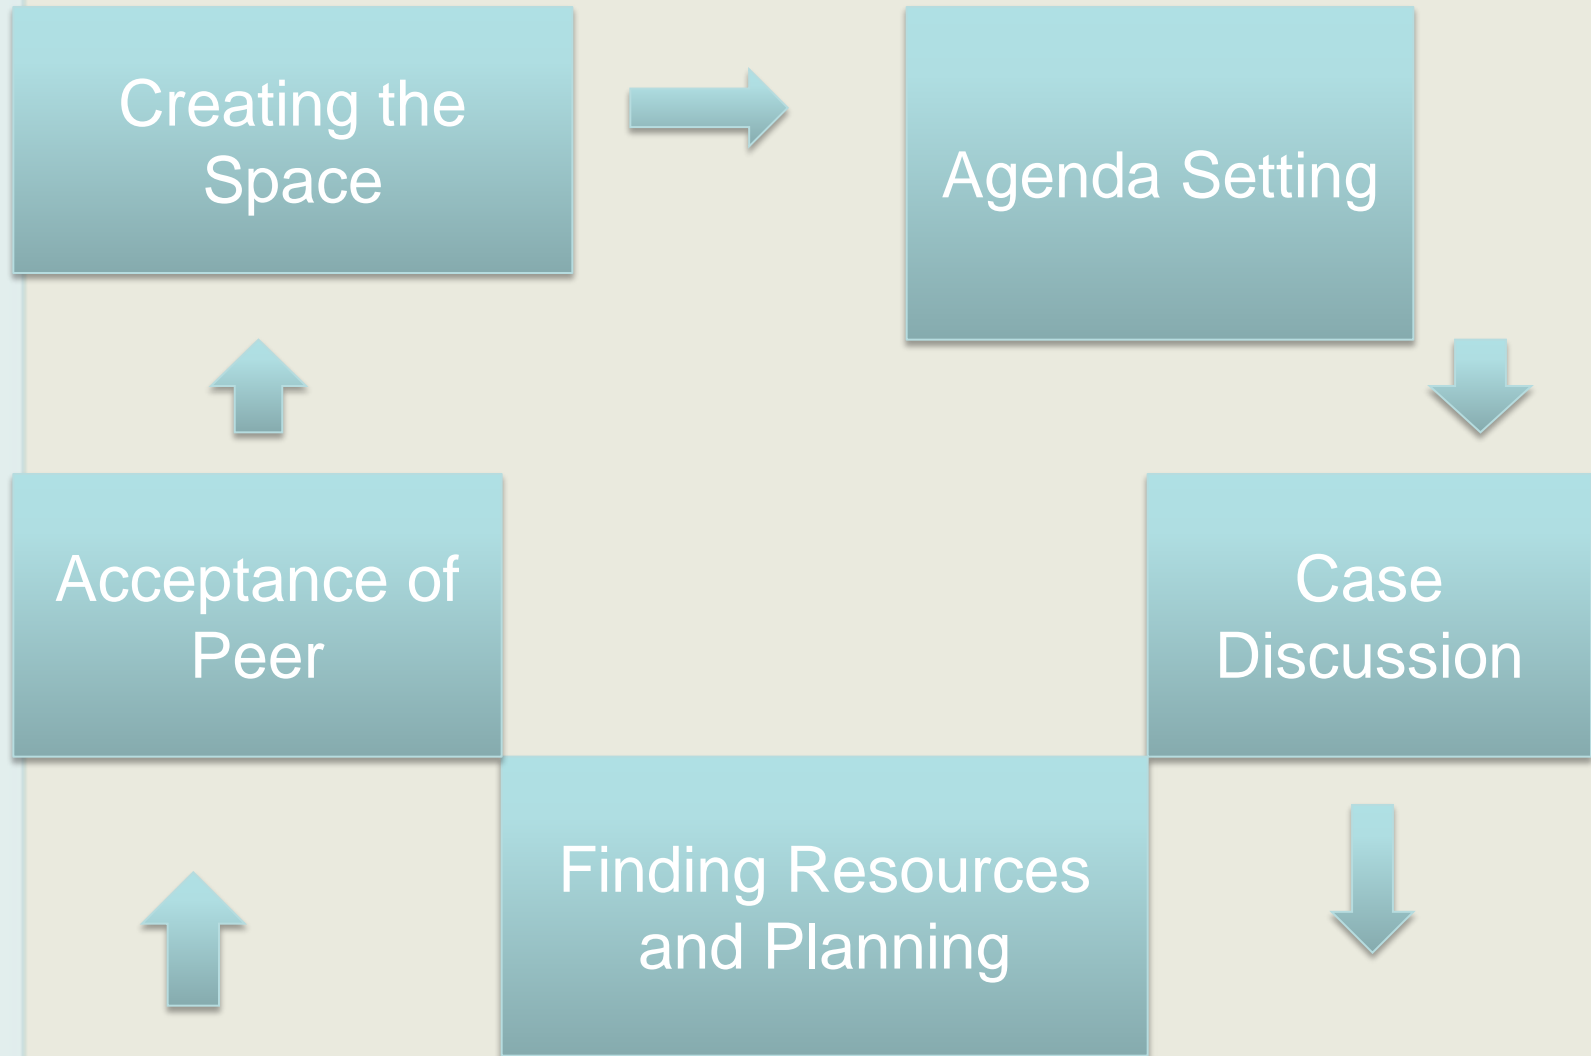 Creating the
Space
Agenda Setting
Acceptance of
Peer
Case
Discussion
Finding Resources
and Planning